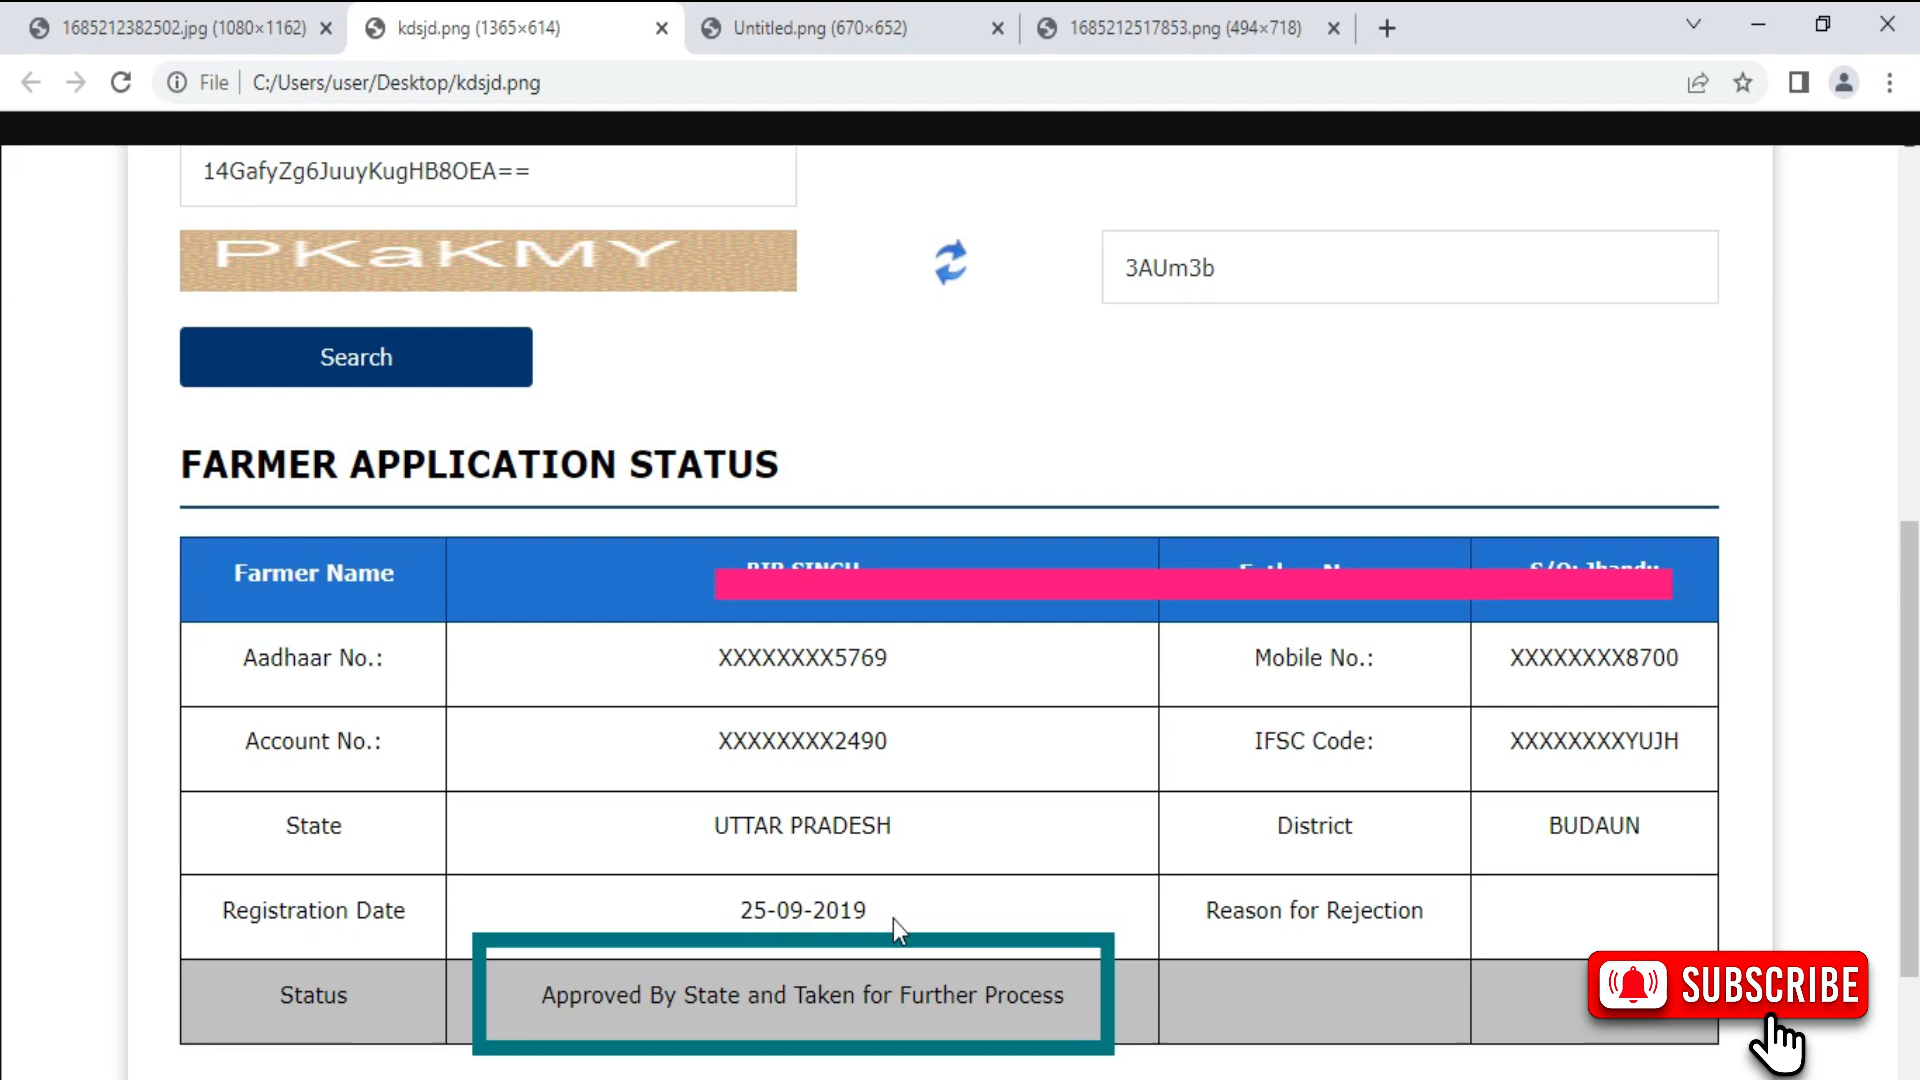 1685212382502.jpg (1080×1162)
kdsjd.png (1365×614)
Untitled.png (670×652)
1685212517853.png (494×718)
File
C:/Users/user/Desktop/kdsjd.png
14GafyZg6JuuyKugHB8OEA==
PKaKMY
3AUm3b
Search
FARMER APPLICATION STATUS
Farmer Name
Aadhaar No.: XXXXXXXX5769 Mobile No.: XXXXXXXX8700
Account No.: XXXXXXXX2490 IFSC Code: XXXXXXXXYUJH
State UTTAR PRADESH District BUDAUN
Registration Date 25-09-2019 Reason for Rejection
Status Approved By State and Taken for Further Process
SUBSCRIBE